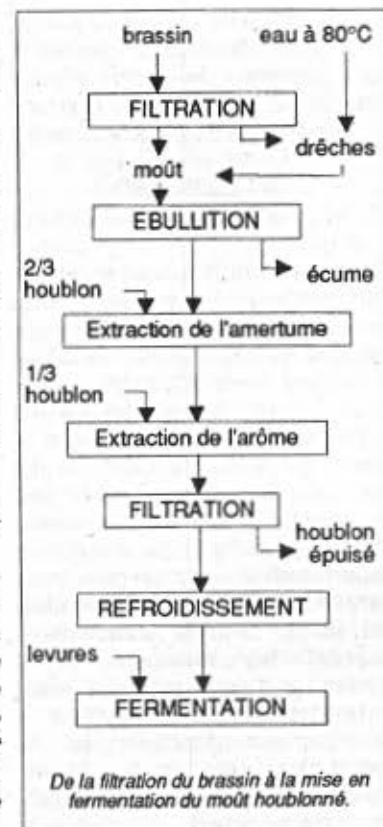 brassin eau à 80°C
FILTRATION
drêches
moût
EBULLITION
écume
2/3
houblon
Extraction de l'amertume
1/3
houblon
Extraction de l'arôme
FILTRATION
houblon
épuisé
REFROIDISSEMENT
levures
FERMENTATION
De la filtration du brassin à la mise en
fermentation du moût houblonné.